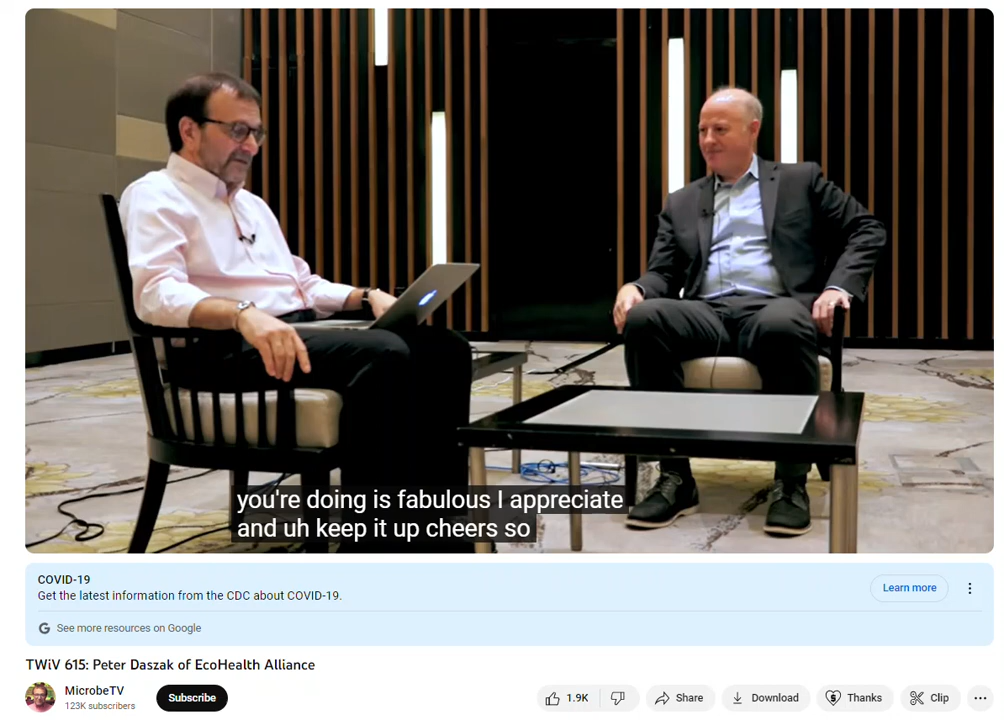 you're doing is fabulous I appreciate
and uh keep it up cheers so
COVID-19
Get the latest information from the CDC about COVID-19.
Learn more
See more resources on Google
TWiV 615: Peter Daszak of EcoHealth Alliance
MicrobeTV
123K subscribers
Subscribe
1.9K
Share
Download
Thanks
Clip